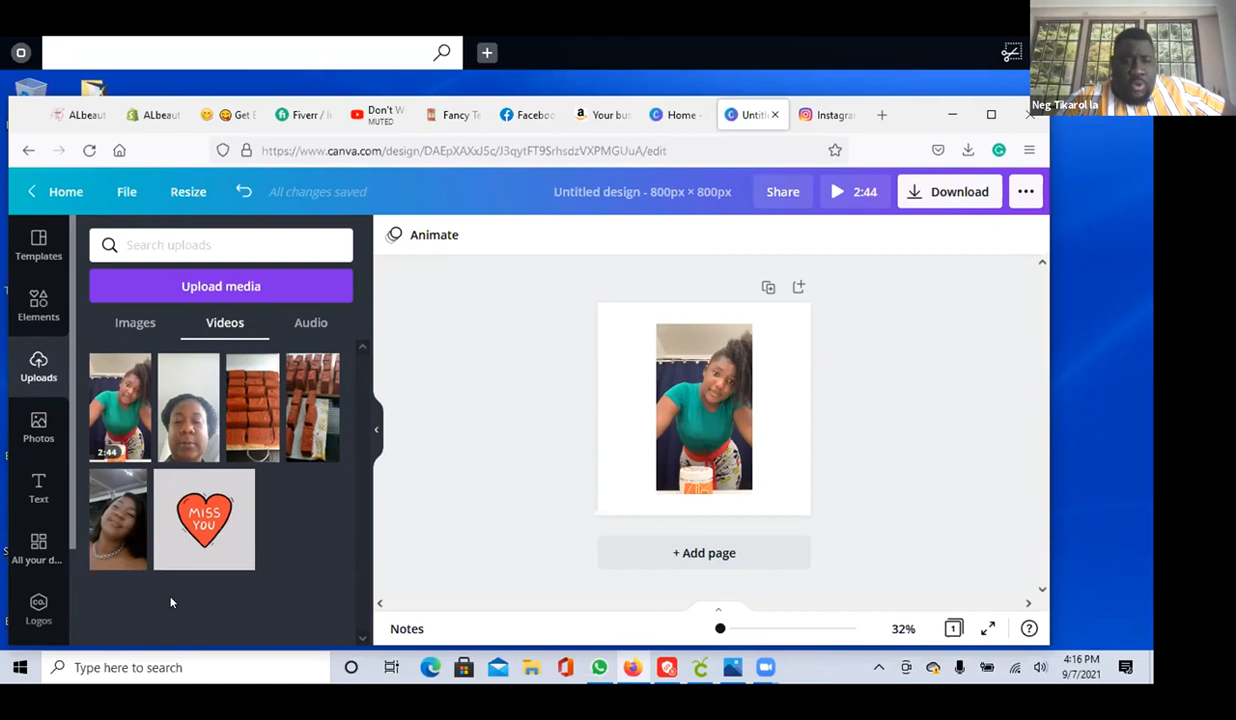 Neg Tikarol la
ALbeaut
ALbeaut
Get E
Fiverr / I
Don't W
MUTED
Fancy Te
Faceboo
Your bu
Home -
Untitl
Instagra
https://www.canva.com/design/DAEpXAXxJ5c/J3qytFT9SrhsdzVXPMGUuA/edit
Home
File
Resize
All changes saved
Untitled design - 800px × 800px
Share
2:44
Download
Templates
Search uploads
Animate
Upload media
Elements
Images
Videos
Audio
Uploads
Photos
2:44
Text
MISS
YOU
All your d...
+ Add page
CO.
Logos
Notes
32%
1
Type here to search
4:16 PM
9/7/2021